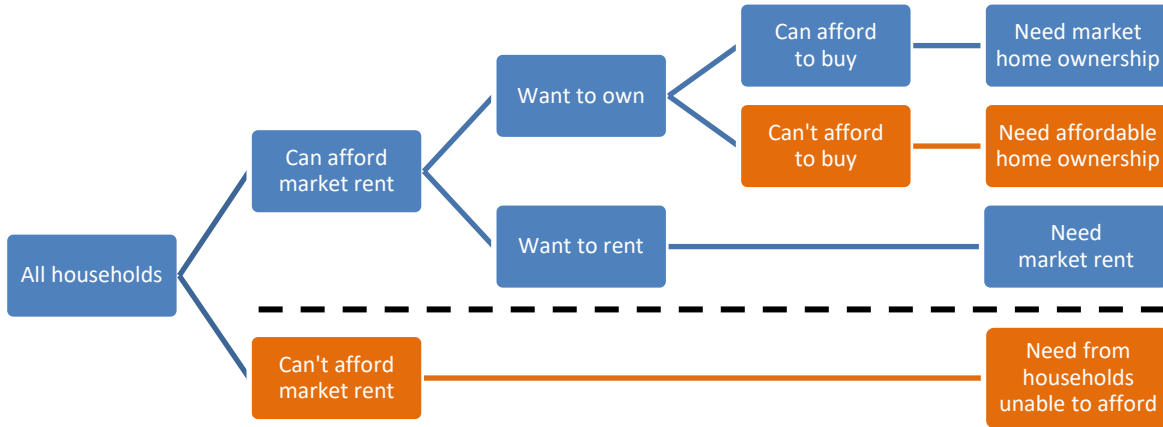 All households
Can afford
market rent
Want to own
Can afford
to buy
Need market
home ownership
Can't afford
to buy
Need affordable
home ownership
Want to rent
Need
market rent
Can't afford
market rent
Need from
households
unable to afford